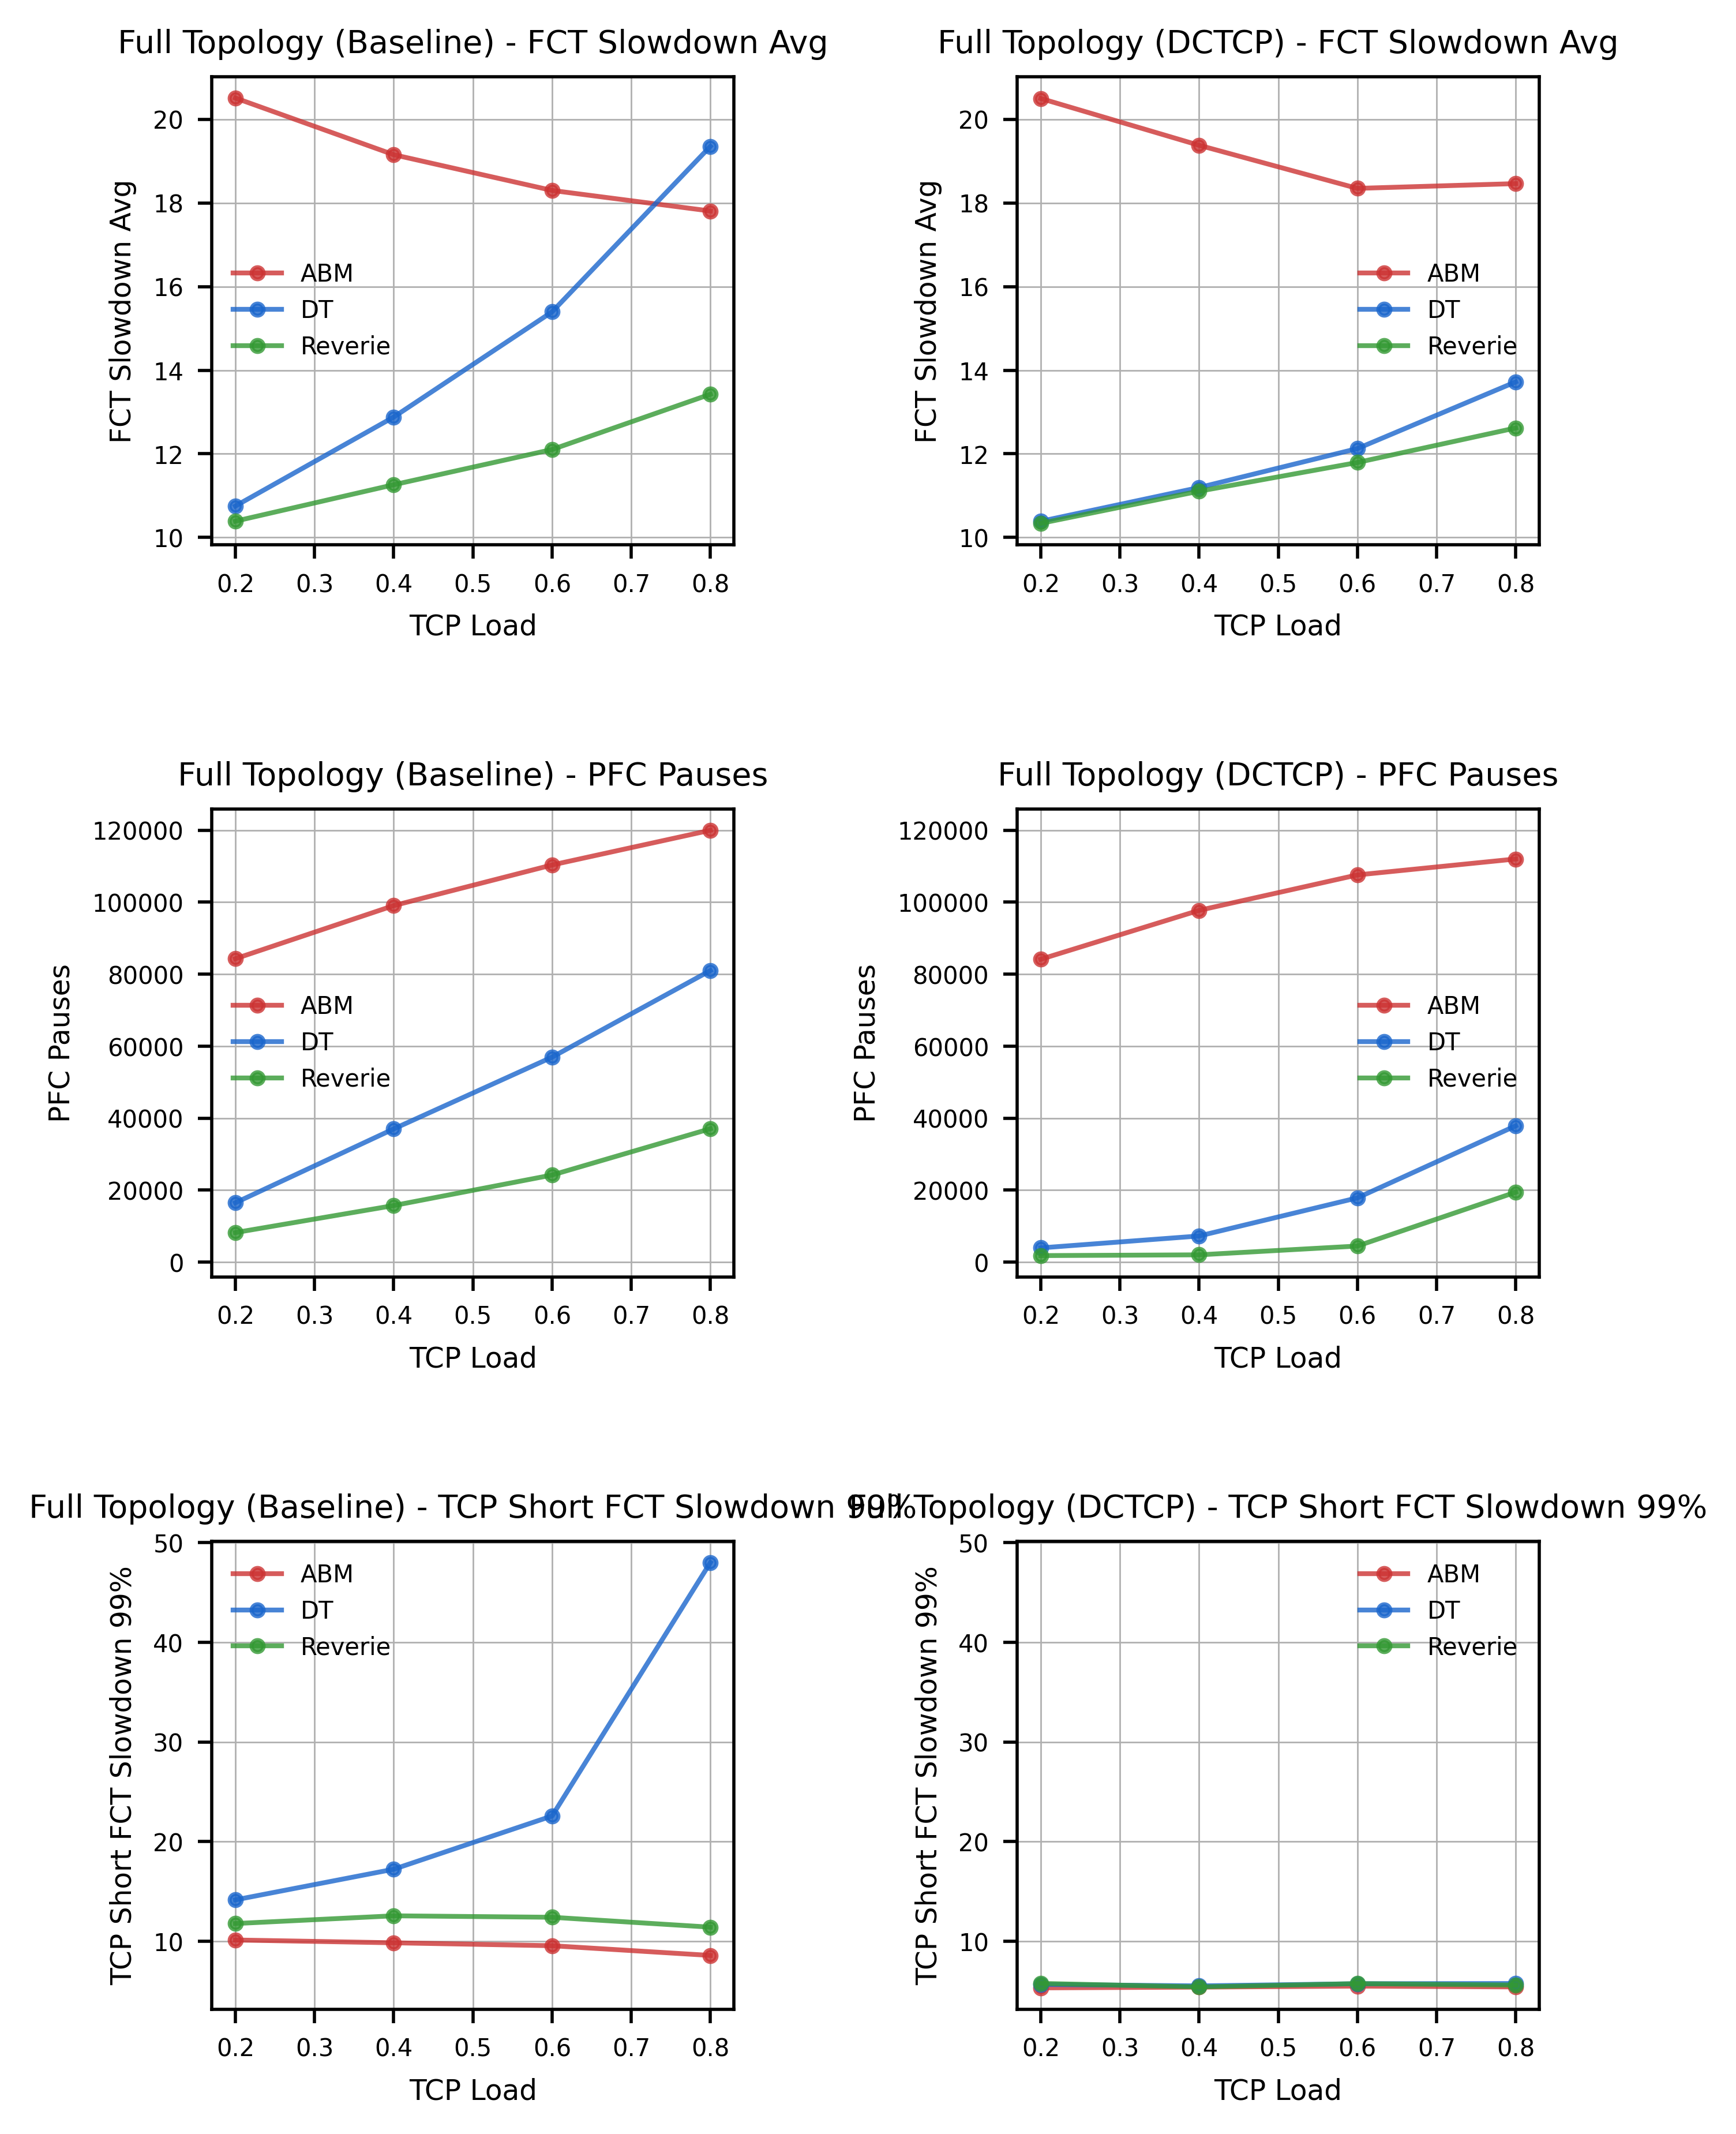 Full Topology (Baseline) - FCT Slowdown Avg
FCT Slowdown Avg
20
18
16
14
12
10
ABM
DT
Reverie
0.2 0.3 0.4 0.5 0.6 0.7 0.8
TCP Load
Full Topology (DCTCP) - FCT Slowdown Avg
FCT Slowdown Avg
20
18
16
14
12
10
ABM
DT
Reverie
0.2 0.3 0.4 0.5 0.6 0.7 0.8
TCP Load
Full Topology (Baseline) - PFC Pauses
PFC Pauses
120000
100000
80000
60000
40000
20000
0
ABM
DT
Reverie
0.2 0.3 0.4 0.5 0.6 0.7 0.8
TCP Load
Full Topology (DCTCP) - PFC Pauses
PFC Pauses
120000
100000
80000
60000
40000
20000
0
ABM
DT
Reverie
0.2 0.3 0.4 0.5 0.6 0.7 0.8
TCP Load
Full Topology (Baseline) - TCP Short FCT Slowdown 99%
TCP Short FCT Slowdown 99%
50
40
30
20
10
ABM
DT
Reverie
0.2 0.3 0.4 0.5 0.6 0.7 0.8
TCP Load
Full Topology (DCTCP) - TCP Short FCT Slowdown 99%
TCP Short FCT Slowdown 99%
50
40
30
20
10
ABM
DT
Reverie
0.2 0.3 0.4 0.5 0.6 0.7 0.8
TCP Load